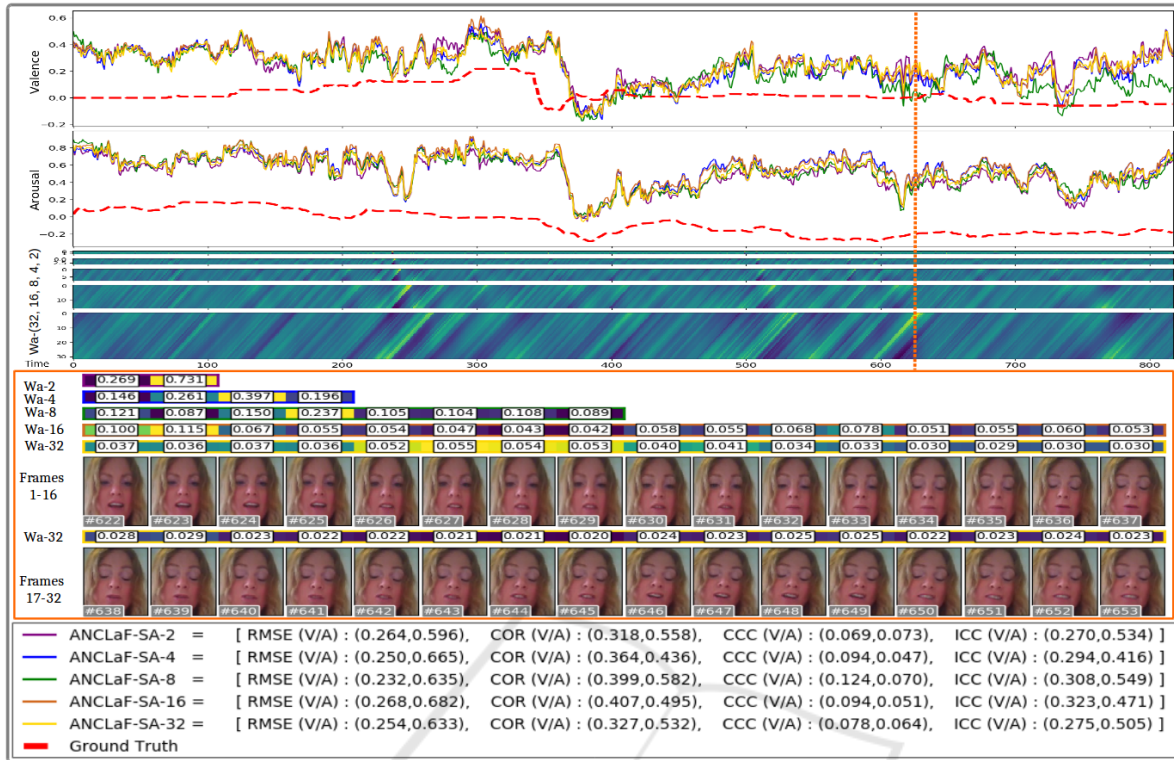 0.6
0.4
0.2
0.0
−0.2
Valence
0.8
0.6
0.4
0.2
0.0
−0.2
Arousal
Wa-(32, 16, 8, 4, 2)
0
10
0
10
20
30
Time 0 100 200 300 400 500 600 700 800
Wa-2 0.269 0.731
Wa-4 0.146 0.261 0.397 0.196
Wa-8 0.121 0.087 0.150 0.237 0.105 0.104 0.108 0.089
Wa-16 0.100 0.115 0.067 0.055 0.054 0.047 0.043 0.042 0.058 0.055 0.068 0.078 0.051 0.055 0.060 0.053
Wa-32 0.037 0.036 0.037 0.036 0.052 0.055 0.054 0.053 0.040 0.041 0.034 0.033 0.030 0.029 0.030 0.030
Frames
1-16
#622 #623 #624 #625 #626 #627 #628 #629 #630 #631 #632 #633 #634 #635 #636 #637
Wa-32 0.028 0.029 0.023 0.022 0.022 0.021 0.021 0.020 0.024 0.023 0.025 0.025 0.022 0.023 0.024 0.023
Frames
17-32
#638 #639 #640 #641 #642 #643 #644 #645 #646 #647 #648 #649 #650 #651 #652 #653
ANCLaF-SA-2 = [ RMSE (V/A) : (0.264,0.596), COR (V/A) : (0.318,0.558), CCC (V/A) : (0.069,0.073), ICC (V/A) : (0.270,0.534) ]
ANCLaF-SA-4 = [ RMSE (V/A) : (0.250,0.665), COR (V/A) : (0.364,0.436), CCC (V/A) : (0.094,0.047), ICC (V/A) : (0.294,0.416) ]
ANCLaF-SA-8 = [ RMSE (V/A) : (0.232,0.635), COR (V/A) : (0.399,0.582), CCC (V/A) : (0.124,0.070), ICC (V/A) : (0.308,0.549) ]
ANCLaF-SA-16 = [ RMSE (V/A) : (0.268,0.682), COR (V/A) : (0.407,0.495), CCC (V/A) : (0.094,0.051), ICC (V/A) : (0.323,0.471) ]
ANCLaF-SA-32 = [ RMSE (V/A) : (0.254,0.633), COR (V/A) : (0.327,0.532), CCC (V/A) : (0.078,0.064), ICC (V/A) : (0.275,0.505) ]
Ground Truth